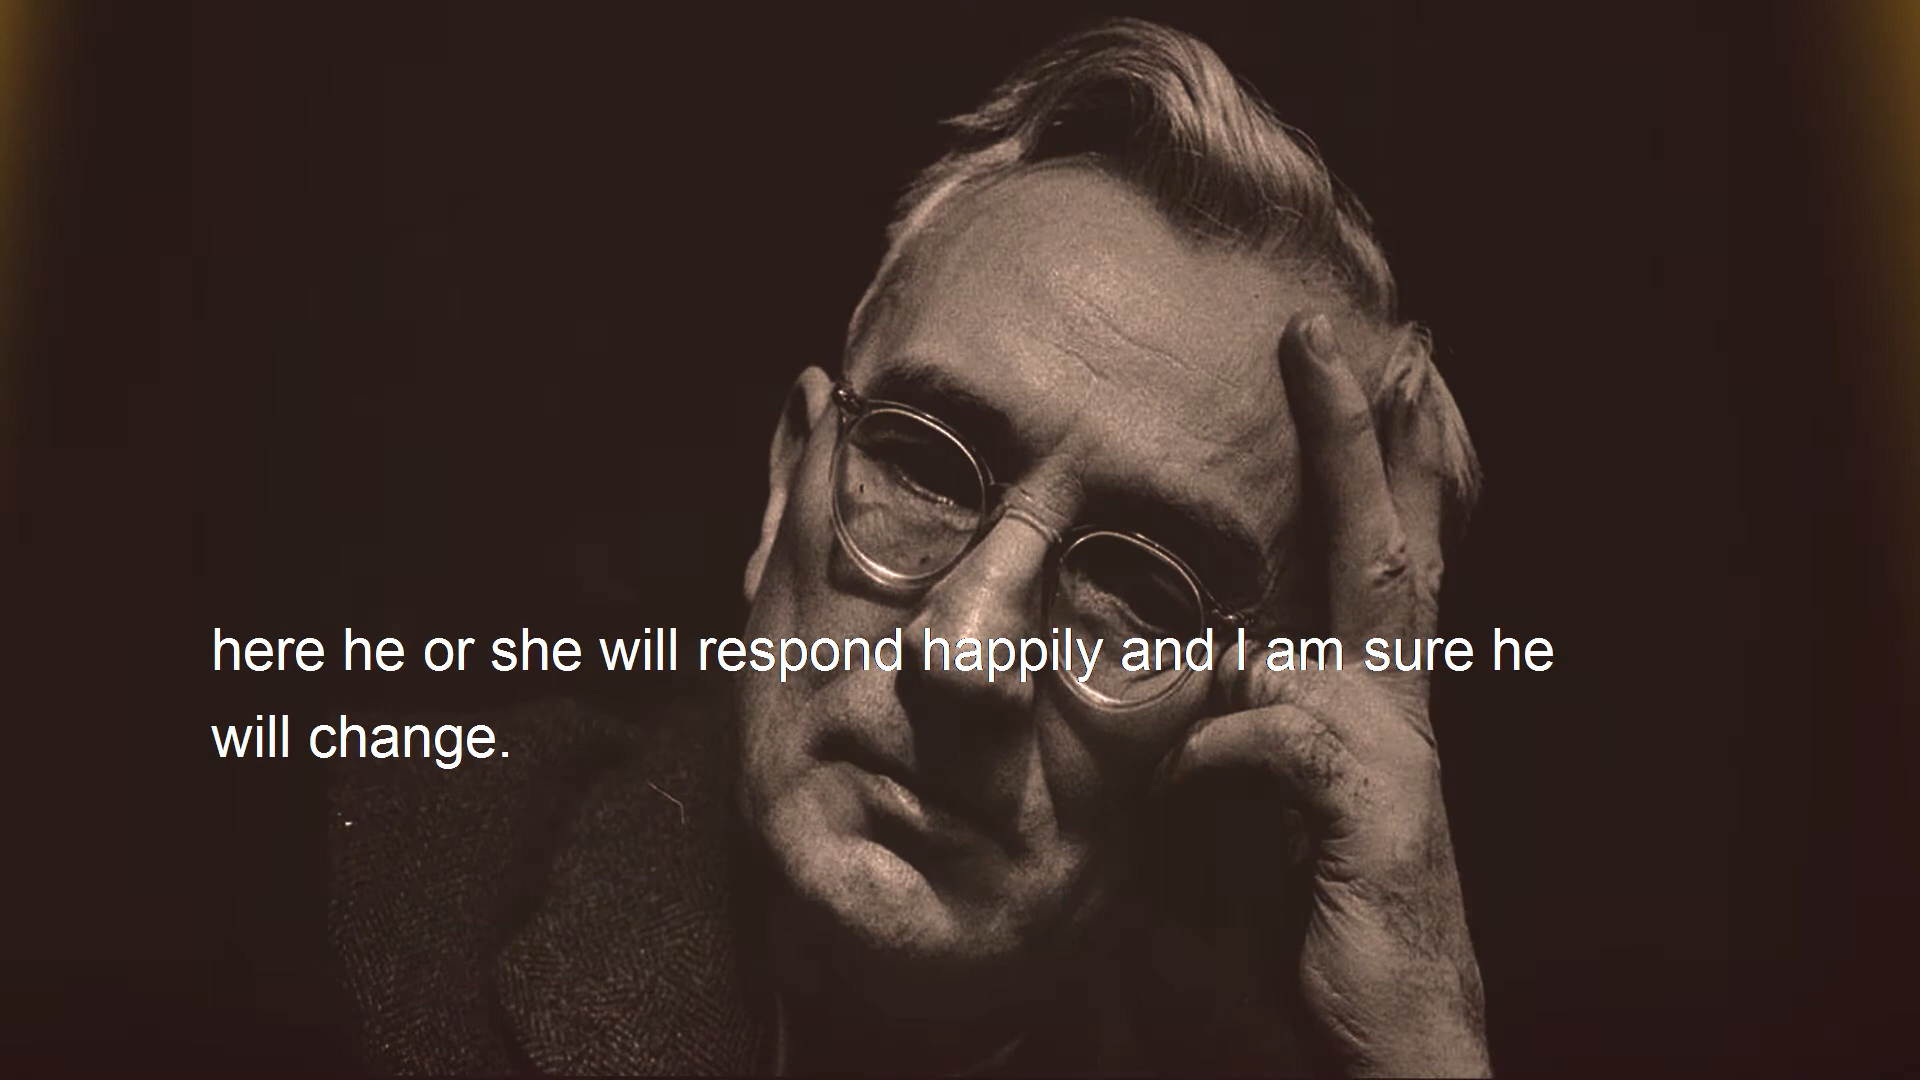 here he or she will respond happily and I am sure he
will change.